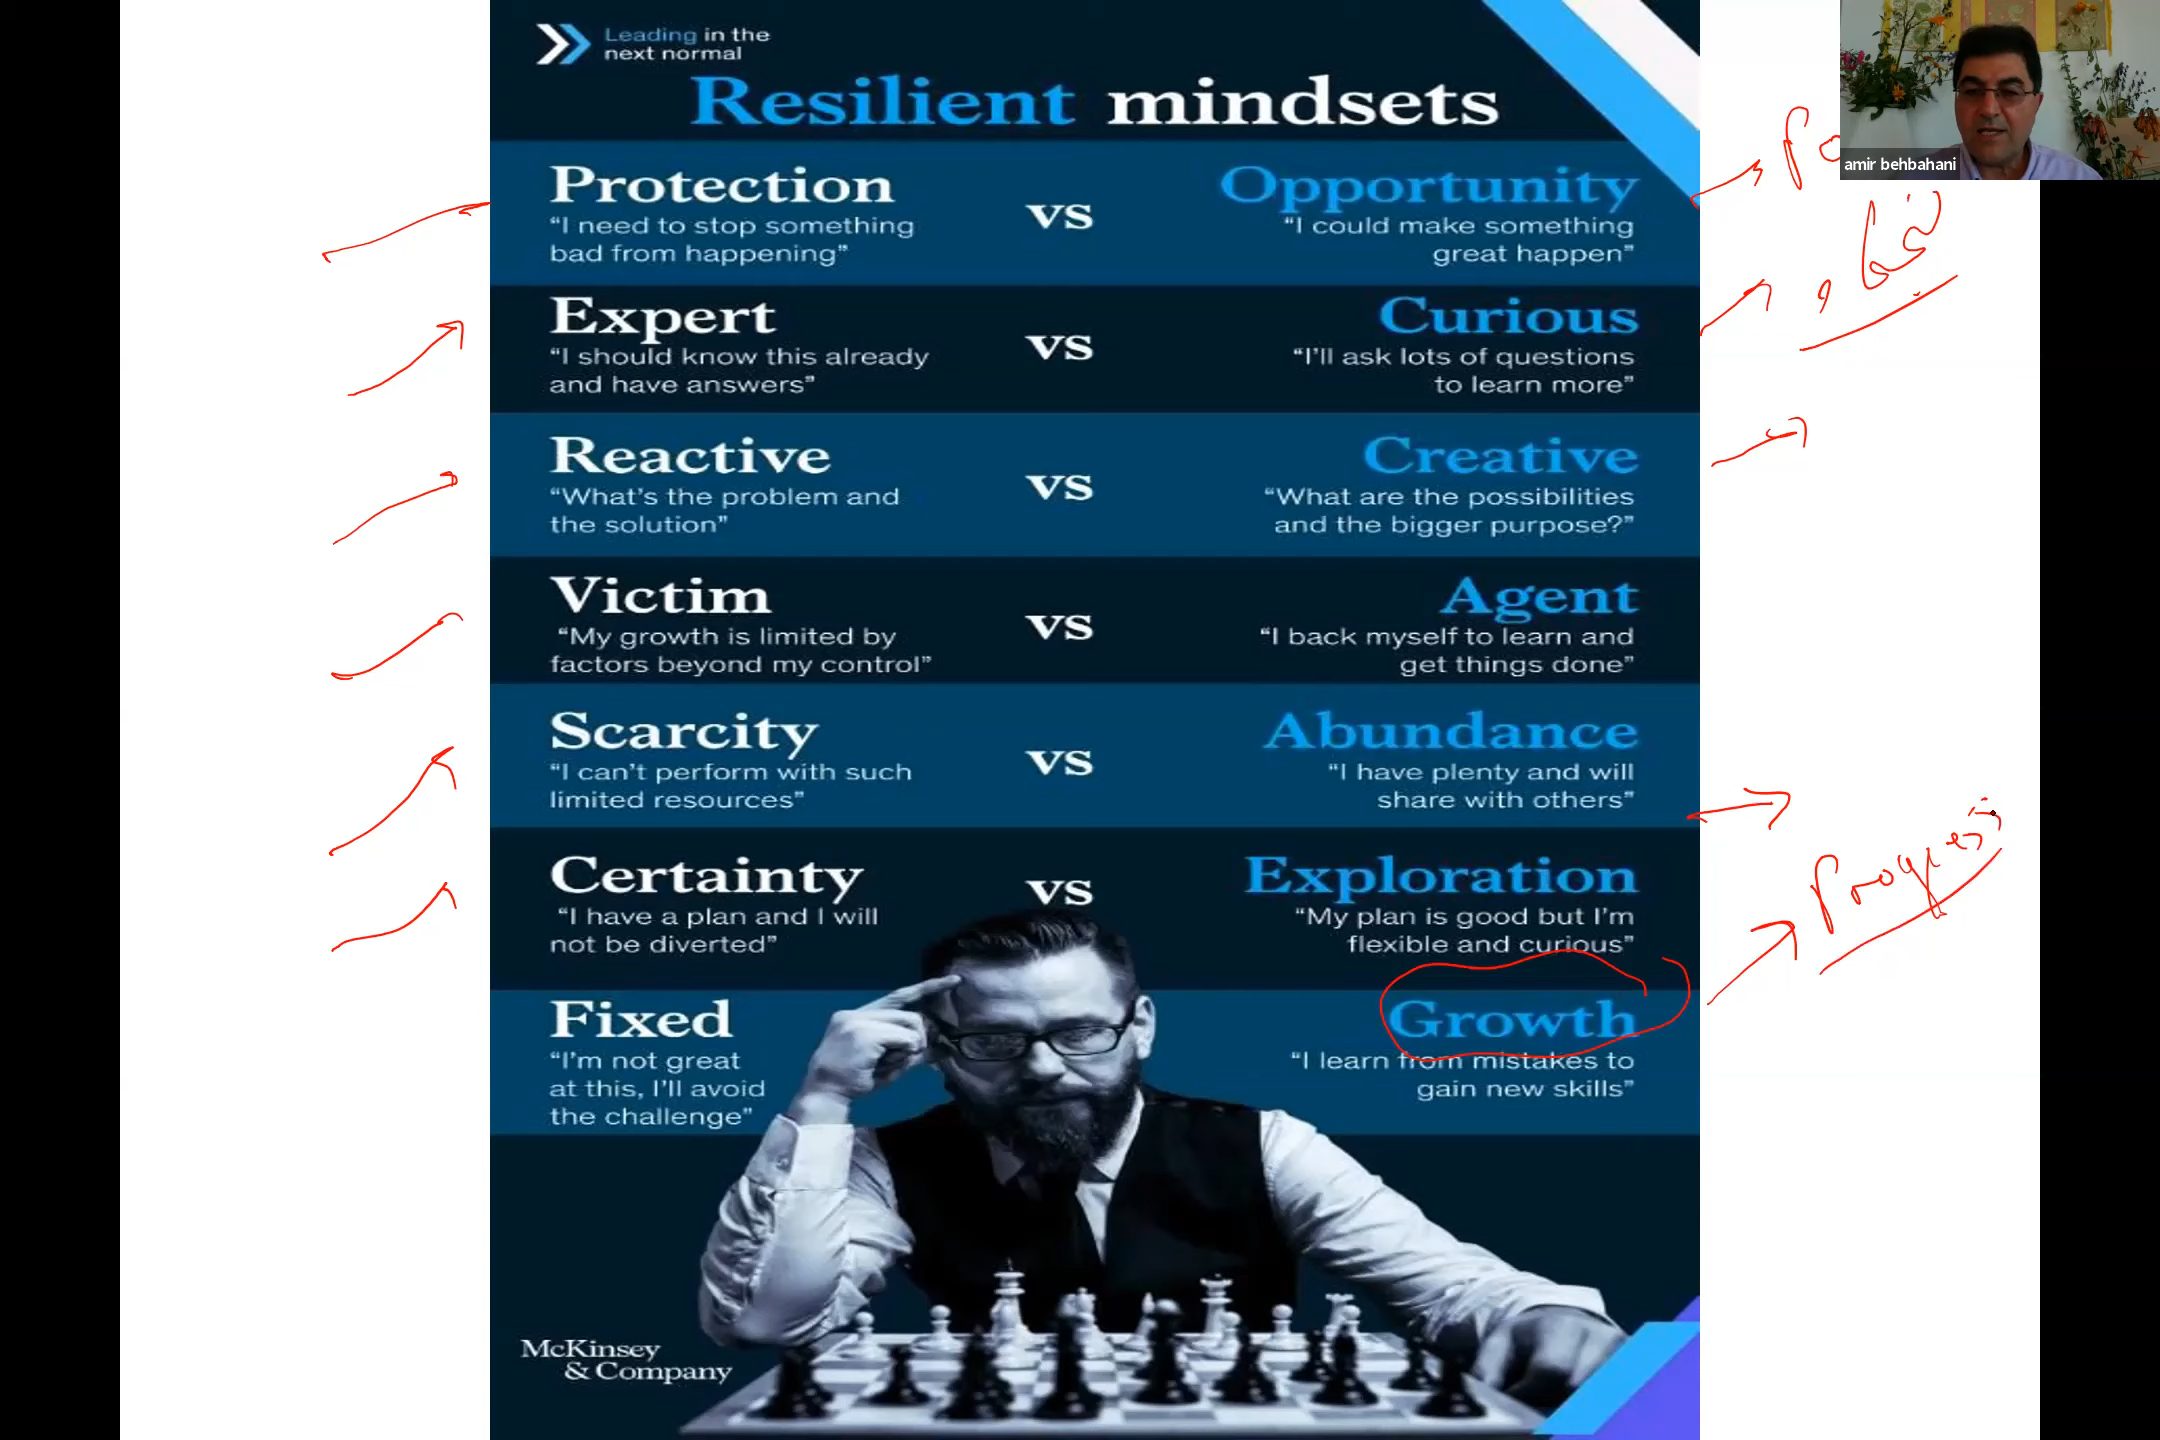 Leading in the
next normal
Resilient mindsets
Protection vs Opportunity
“I need to stop something “I could make something
bad from happening” great happen”
Expert vs Curious
“I should know this already “I’ll ask lots of questions
and have answers” to learn more”
Reactive vs Creative
“What’s the problem and “What are the possibilities
the solution” and the bigger purpose?”
Victim vs Agent
“My growth is limited by “I back myself to learn and
factors beyond my control” get things done”
Scarcity vs Abundance
“I can’t perform with such “I have plenty and will
limited resources” share with others”
Certainty vs Exploration
“I have a plan and I will “My plan is good but I’m
not be diverted” flexible and curious”
Fixed Growth
“I’m not great “I learn from mistakes to
at this, I’ll avoid gain new skills”
the challenge”
McKinsey
& Company
amir behbahani
Progress